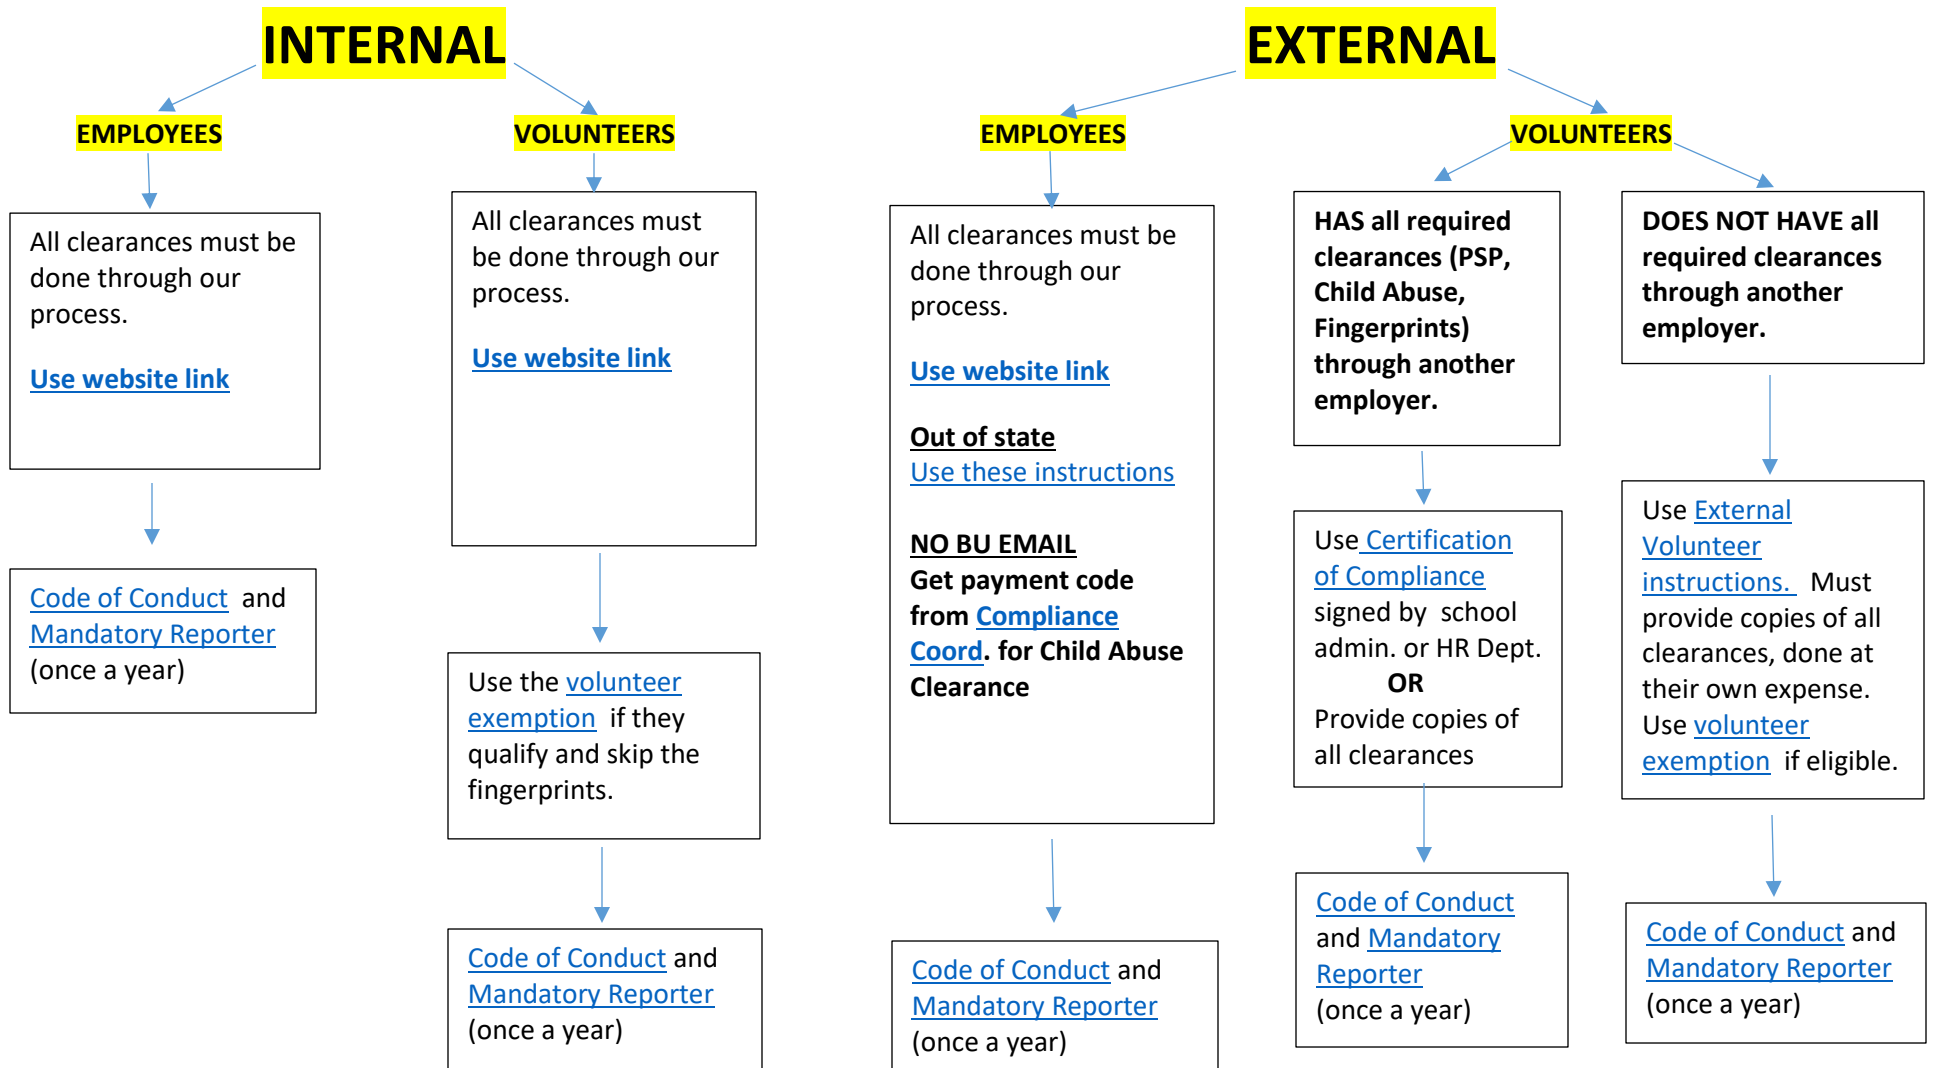 INTERNAL
EMPLOYEES
All clearances must be
done through our
process.
Use website link
Code of Conduct and
Mandatory Reporter
(once a year)
VOLUNTEERS
All clearances must
be done through our
process.
Use website link
Use the volunteer
exemption if they
qualify and skip the
fingerprints.
Code of Conduct and
Mandatory Reporter
(once a year)
EXTERNAL
EMPLOYEES
All clearances must be
done through our
process.
Use website link
Out of state
Use these instructions
NO BU EMAIL
Get payment code
from Compliance
Coord. for Child Abuse
Clearance
Code of Conduct and
Mandatory Reporter
(once a year)
VOLUNTEERS
HAS all required
clearances (PSP,
Child Abuse,
Fingerprints)
through another
employer.
Use Certification
of Compliance
signed by school
admin. or HR Dept.
OR
Provide copies of
all clearances
Code of Conduct
and Mandatory
Reporter
(once a year)
DOES NOT HAVE all
required clearances
through another
employer.
Use External
Volunteer
instructions. Must
provide copies of all
clearances, done at
their own expense.
Use volunteer
exemption if eligible.
Code of Conduct and
Mandatory Reporter
(once a year)